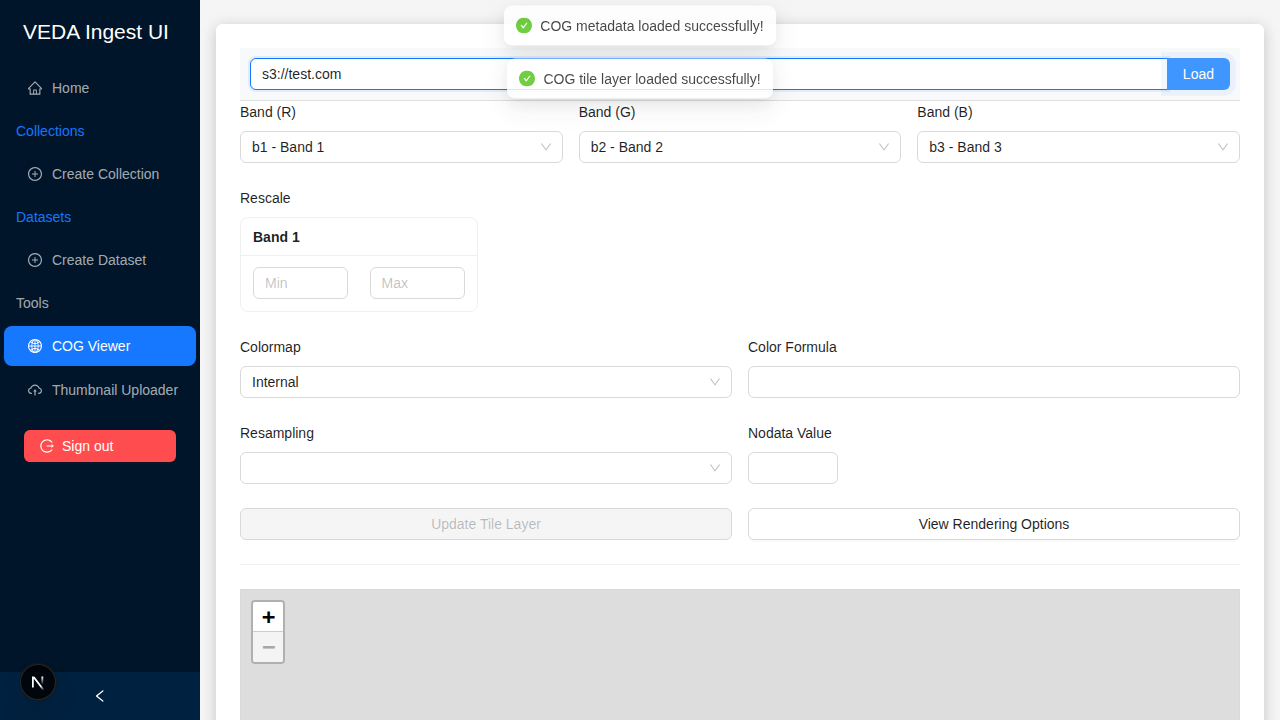 VEDA Ingest UI
Home
Collections
Create Collection
Datasets
Create Dataset
Tools
COG Viewer
Thumbnail Uploader
Sign out
N
COG metadata loaded successfully!
s3://test.com
Load
COG tile layer loaded successfully!
Band (R)
Band (G)
Band (B)
b1 - Band 1
b2 - Band 2
b3 - Band 3
Rescale
Band 1
Min
Max
Colormap
Color Formula
Internal
Resampling
Nodata Value
Update Tile Layer
View Rendering Options
+
−